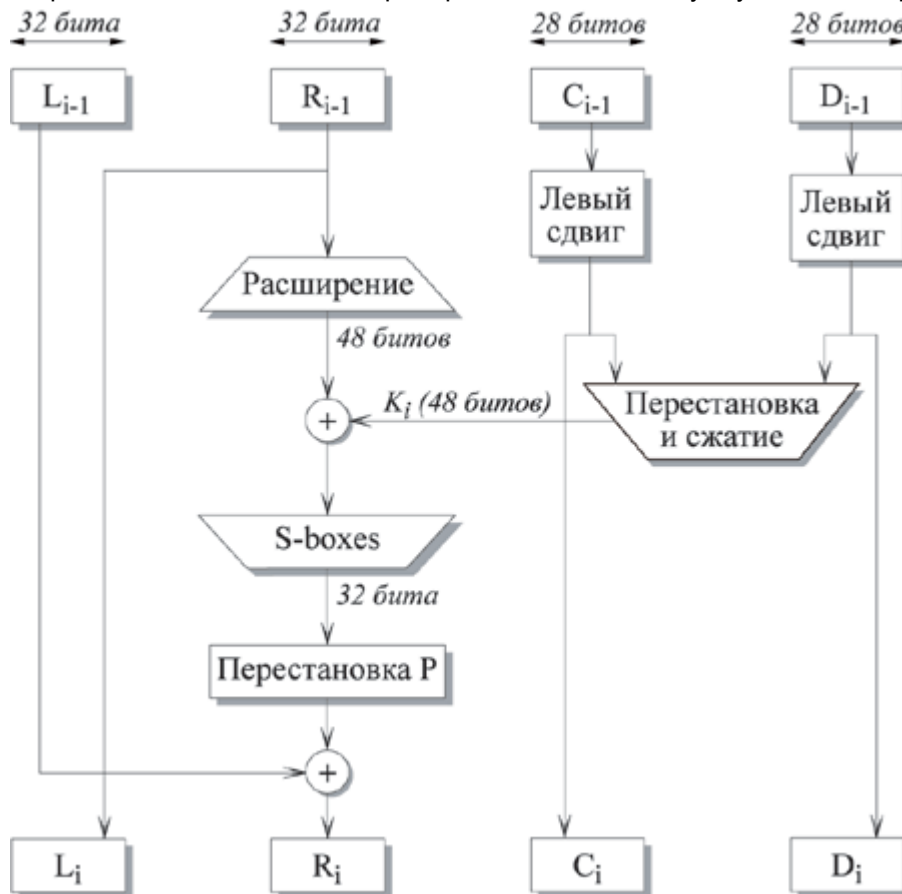 32 бита 32 бита 28 битов 28 битов
L i-1 R i-1 C i-1 D i-1
Левый
сдвиг
Левый
сдвиг
Расширение
48 битов
K i (48 битов)
Перестановка
и сжатие
+
S-boxes
32 бита
Перестановка P
+
L i R i C i D i